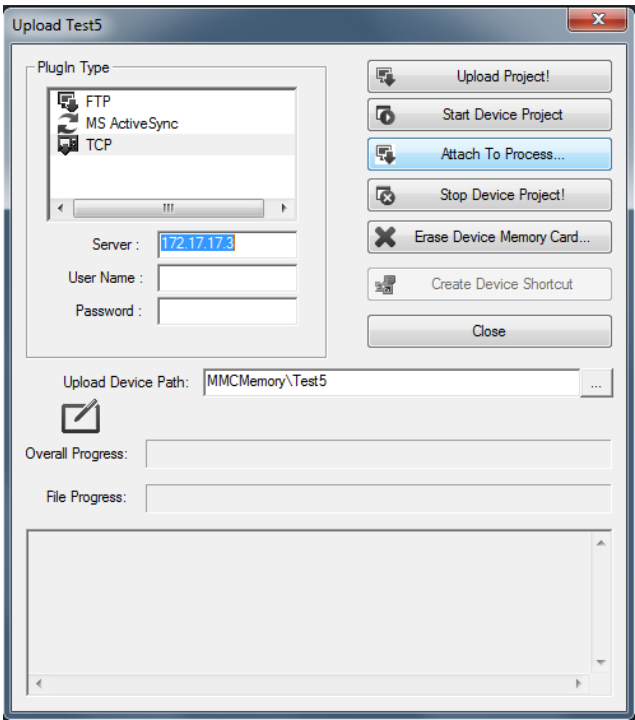 Upload Test5
PlugIn Type
FTP
MS ActiveSync
TCP
Server :
172.17.17.3
User Name :
Password :
Upload Project!
Start Device Project
Attach To Process...
Stop Device Project!
Erase Device Memory Card...
Create Device Shortcut
Close
Upload Device Path:
MMCMemory\Test5
...
Overall Progress:
File Progress: